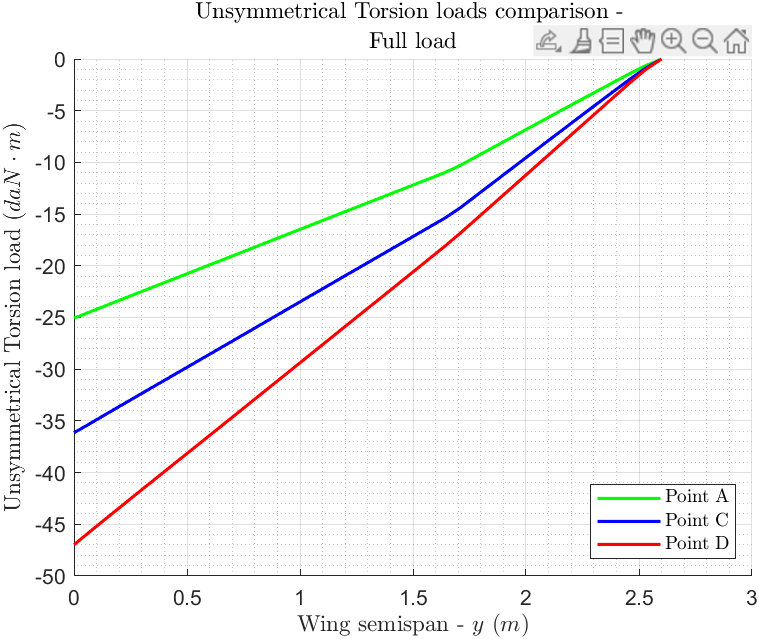 Unsymmetrical Torsion loads comparison -
Full load
0
-5
-10
-15
-20
-25
-30
-35
-40
-45
-50
Unsymmetrical Torsion load (daN · m)
0
0.5
1
1.5
2
2.5
3
Wing semispan - y (m)
Point A
Point C
Point D